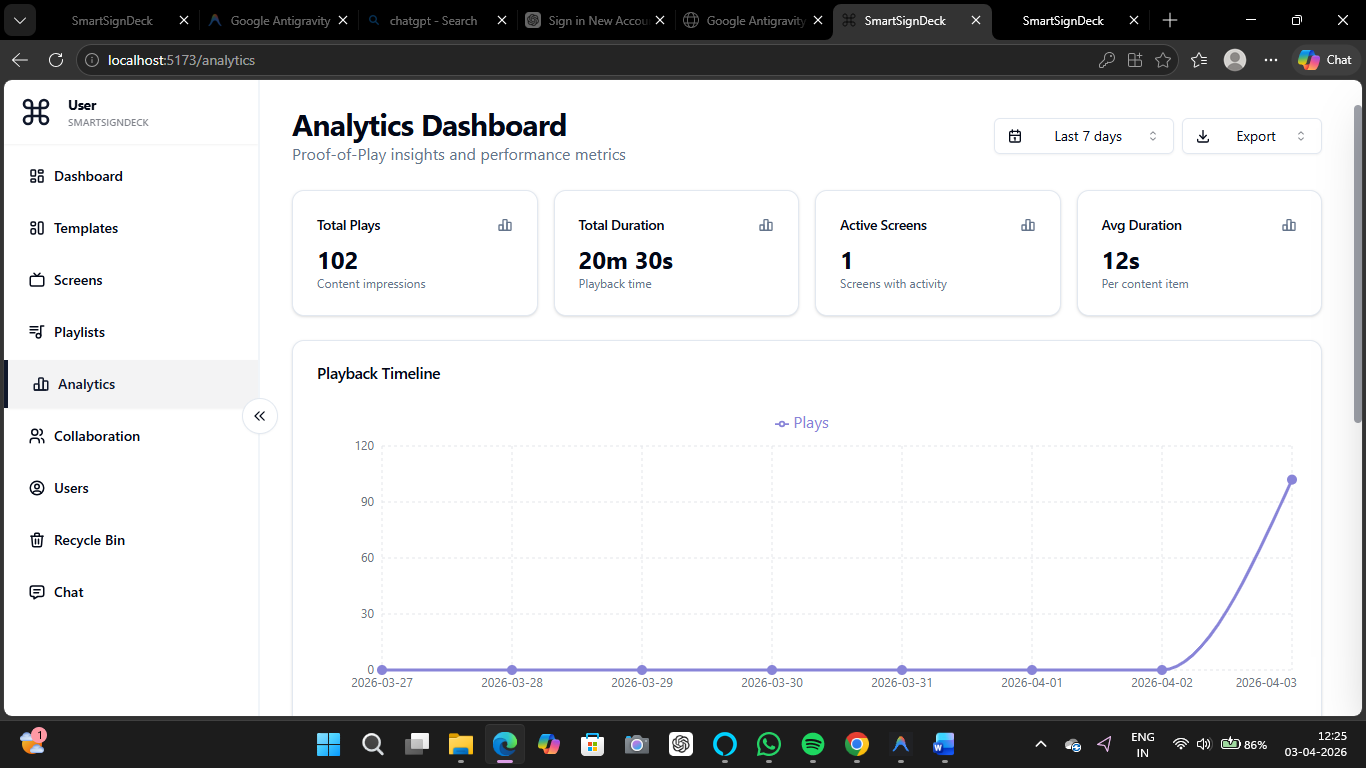 SmartSignDeck
Google Antigravity
chatgpt - Search
Sign in New Accou
Google Antigravity
SmartSignDeck
SmartSignDeck
localhost:5173/analytics
Chat
User
SMARTSIGNDECK
Dashboard
Templates
Screens
Playlists
Analytics
Collaboration
Users
Recycle Bin
Chat
Analytics Dashboard
Proof-of-Play insights and performance metrics
Last 7 days
Export
Total Plays
102
Content impressions
Total Duration
20m 30s
Playback time
Active Screens
1
Screens with activity
Avg Duration
12s
Per content item
Playback Timeline
Plays
120
90
60
30
0
2026-03-27
2026-03-28
2026-03-29
2026-03-30
2026-03-31
2026-04-01
2026-04-02
2026-04-03
1
ENG
IN
86%
12:25
03-04-2026